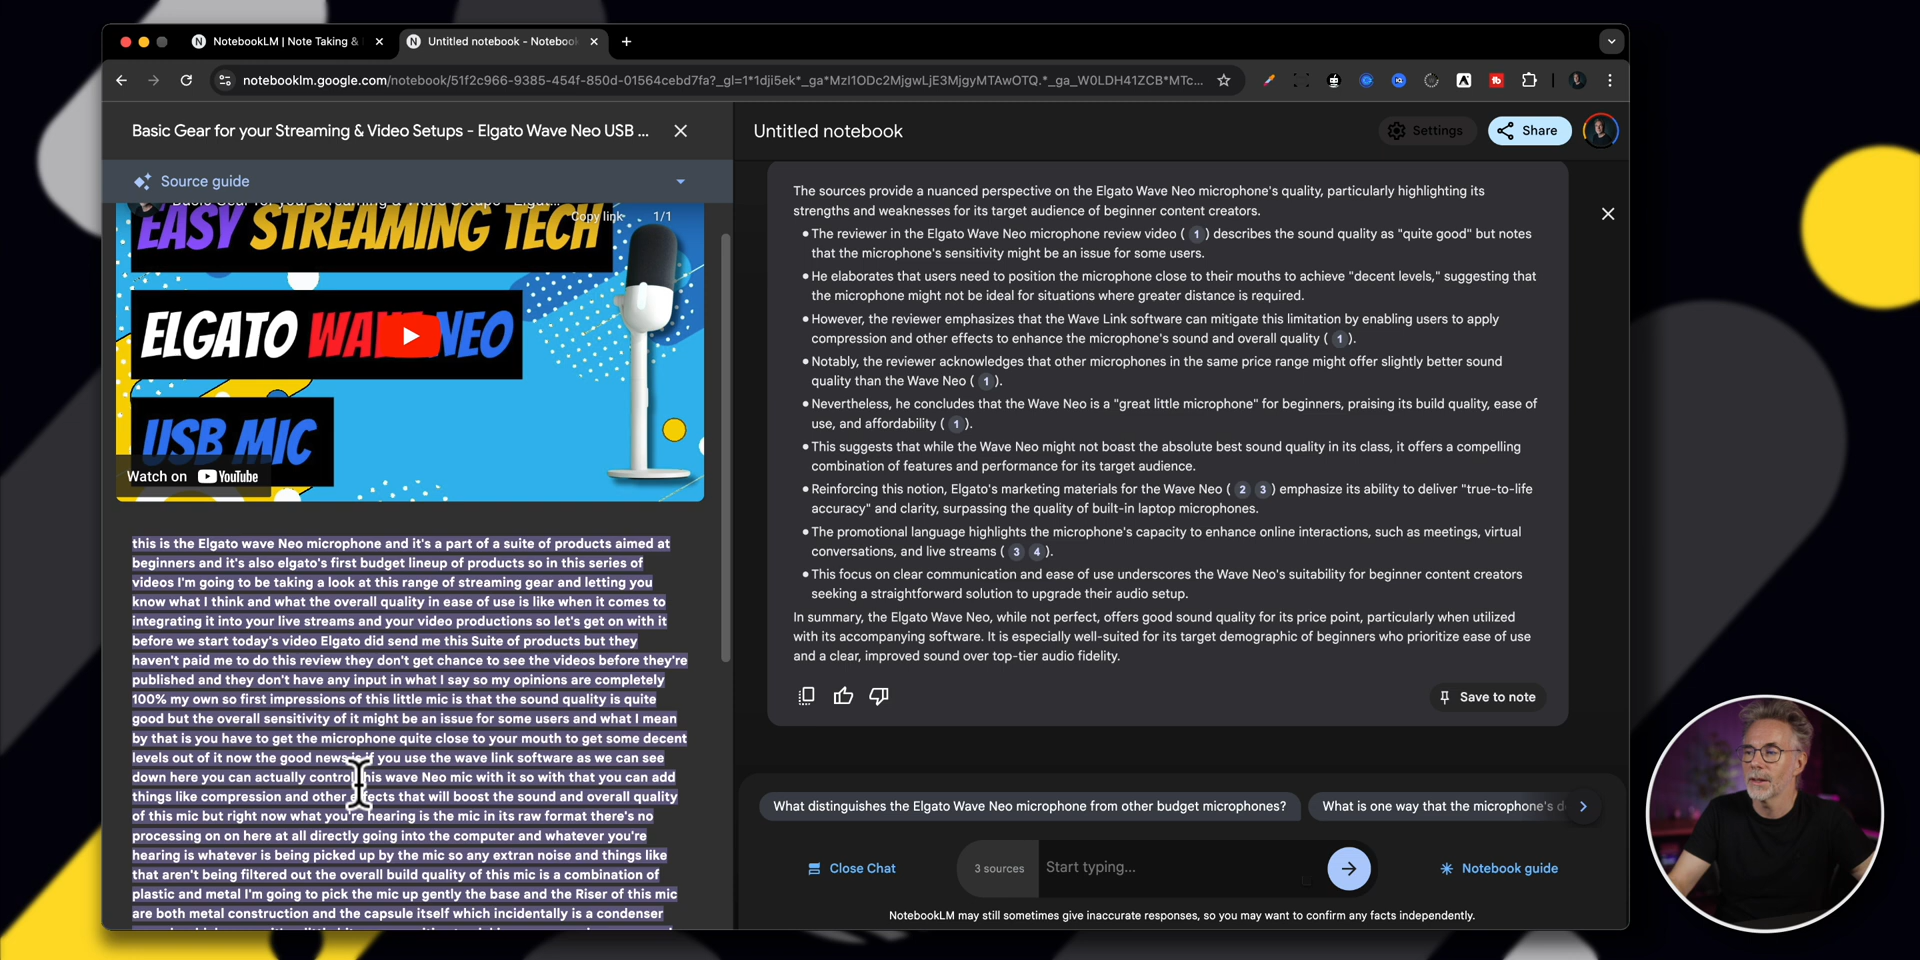 NotebookLM | Note Taking &
Untitled notebook - Noteboo
notebooklm.google.com/notebook/51f2c966-9385-454f-850d-01564cebd7fa?_gl=1*1dji5ek*_ga*MzI1ODc2MjgwLjE3MjgyMTAwOTQ.*_ga_W0LDH41ZCB*MTc...
Basic Gear for your Streaming & Video Setups - Elgato Wave Neo USB ...
Source guide
Basic Gear for your Streaming & Video Setups - Elgat...
Copy link
1/1
EASY STREAMING TECH
ELGATO WA NEO
USB MIC
Watch on YouTube
this is the Elgato wave Neo microphone and it's a part of a suite of products aimed at
beginners and it's also elgato's first budget lineup of products so in this series of
videos I'm going to be taking a look at this range of streaming gear and letting you
know what I think and what the overall quality in ease of use is like when it comes to
integrating it into your live streams and your video productions so let's get on with it
before we start today's video Elgato did send me this Suite of products but they
haven't paid me to do this review they don't get chance to see the videos before they're
published and they don't have any input in what I say so my opinions are completely
100% my own so first impressions of this little mic is that the sound quality is quite
good but the overall sensitivity of it might be an issue for some users and what I mean
by that is you have to get the microphone quite close to your mouth to get some decent
levels out of it now the good news is if you use the wave link software as we can see
down here you can actually control this wave Neo mic with it so with that you can add
things like compression and other effects that will boost the sound and overall quality
of this mic but right now what you're hearing is the mic in its raw format there's no
processing on on here at all directly going into the computer and whatever you're
hearing is whatever is being picked up by the mic so any extran noise and things like
that aren't being filtered out the overall build quality of this mic is a combination of
plastic and metal I'm going to pick the mic up gently the base and the Riser of this mic
are both metal construction and the capsule itself which incidentally is a condenser
Untitled notebook
Settings
Share
The sources provide a nuanced perspective on the Elgato Wave Neo microphone's quality, particularly highlighting its
strengths and weaknesses for its target audience of beginner content creators.
• The reviewer in the Elgato Wave Neo microphone review video ( 1 ) describes the sound quality as "quite good" but notes
that the microphone's sensitivity might be an issue for some users.
• He elaborates that users need to position the microphone close to their mouths to achieve "decent levels," suggesting that
the microphone might not be ideal for situations where greater distance is required.
• However, the reviewer emphasizes that the Wave Link software can mitigate this limitation by enabling users to apply
compression and other effects to enhance the microphone's sound and overall quality ( 1 ).
• Notably, the reviewer acknowledges that other microphones in the same price range might offer slightly better sound
quality than the Wave Neo ( 1 ).
• Nevertheless, he concludes that the Wave Neo is a "great little microphone" for beginners, praising its build quality, ease of
use, and affordability ( 1 ).
• This suggests that while the Wave Neo might not boast the absolute best sound quality in its class, it offers a compelling
combination of features and performance for its target audience.
• Reinforcing this notion, Elgato's marketing materials for the Wave Neo ( 2 3 ) emphasize its ability to deliver "true-to-life
accuracy" and clarity, surpassing the quality of built-in laptop microphones.
• The promotional language highlights the microphone's capacity to enhance online interactions, such as meetings, virtual
conversations, and live streams ( 3 4 ).
• This focus on clear communication and ease of use underscores the Wave Neo's suitability for beginner content creators
seeking a straightforward solution to upgrade their audio setup.
In summary, the Elgato Wave Neo, while not perfect, offers good sound quality for its price point, particularly when utilized
with its accompanying software. It is especially well-suited for its target demographic of beginners who prioritize ease of use
and a clear, improved sound over top-tier audio fidelity.
Save to note
What distinguishes the Elgato Wave Neo microphone from other budget microphones?
What is one way that the microphone's d
Close Chat
3 sources
Start typing...
Notebook guide
NotebookLM may still sometimes give inaccurate responses, so you may want to confirm any facts independently.